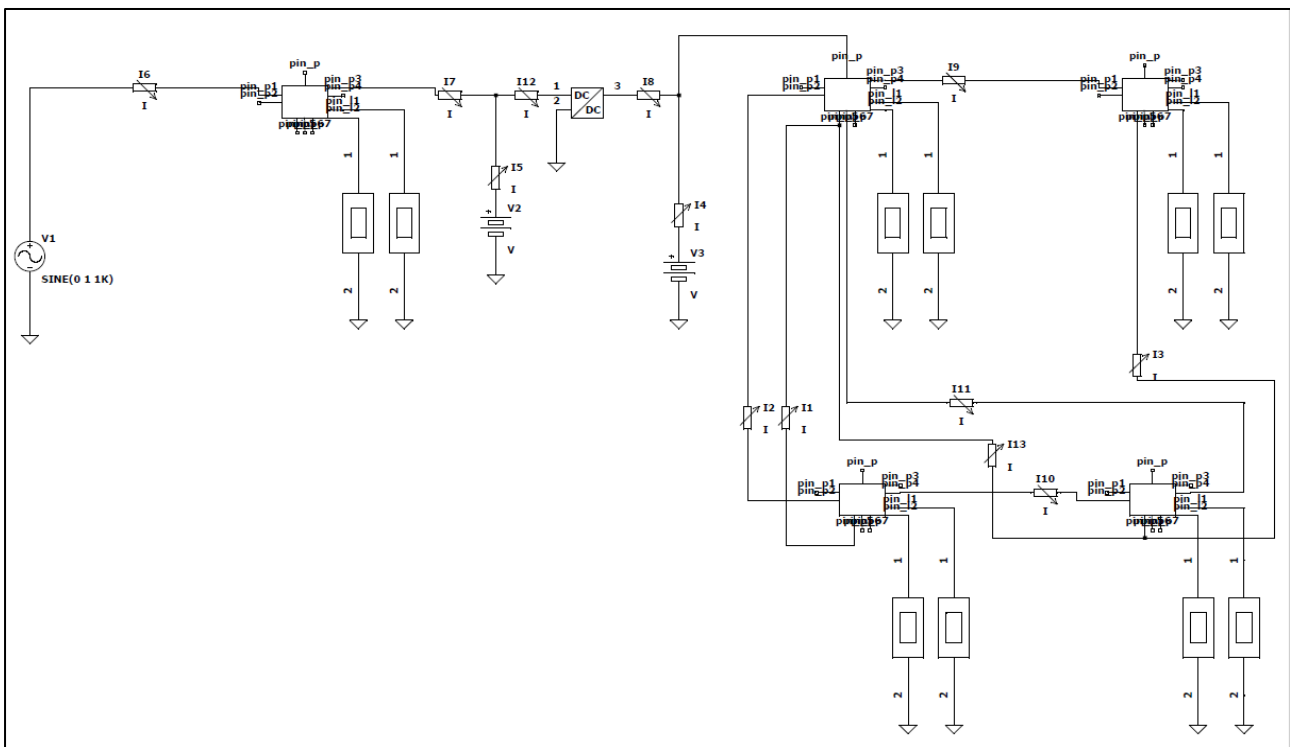 I6
I
pin_p
pin_p1
pin_p2
pin_p3
pin_p4
pin_l1
pin_l2
I7
I
I12
I
1
2
DC
DC
3
I8
I
pin_p
pin_p1
pin_p2
pin_p3
pin_p4
pin_l1
pin_l2
I9
I
pin_p
pin_p1
pin_p2
pin_p3
pin_p4
pin_l1
pin_l2
1
1
2
2
I5
I
V2
+
V
V1
+
SINE(0 1 1K)
I4
I
V3
+
V
1
1
2
2
1
1
2
2
I3
I
I2
I
I1
I
I11
I
I13
I
pin_p
pin_p1
pin_p2
pin_p3
pin_p4
pin_l1
pin_l2
I10
I
pin_p
pin_p1
pin_p2
pin_p3
pin_p4
pin_l1
pin_l2
1
1
2
2
1
1
2
2